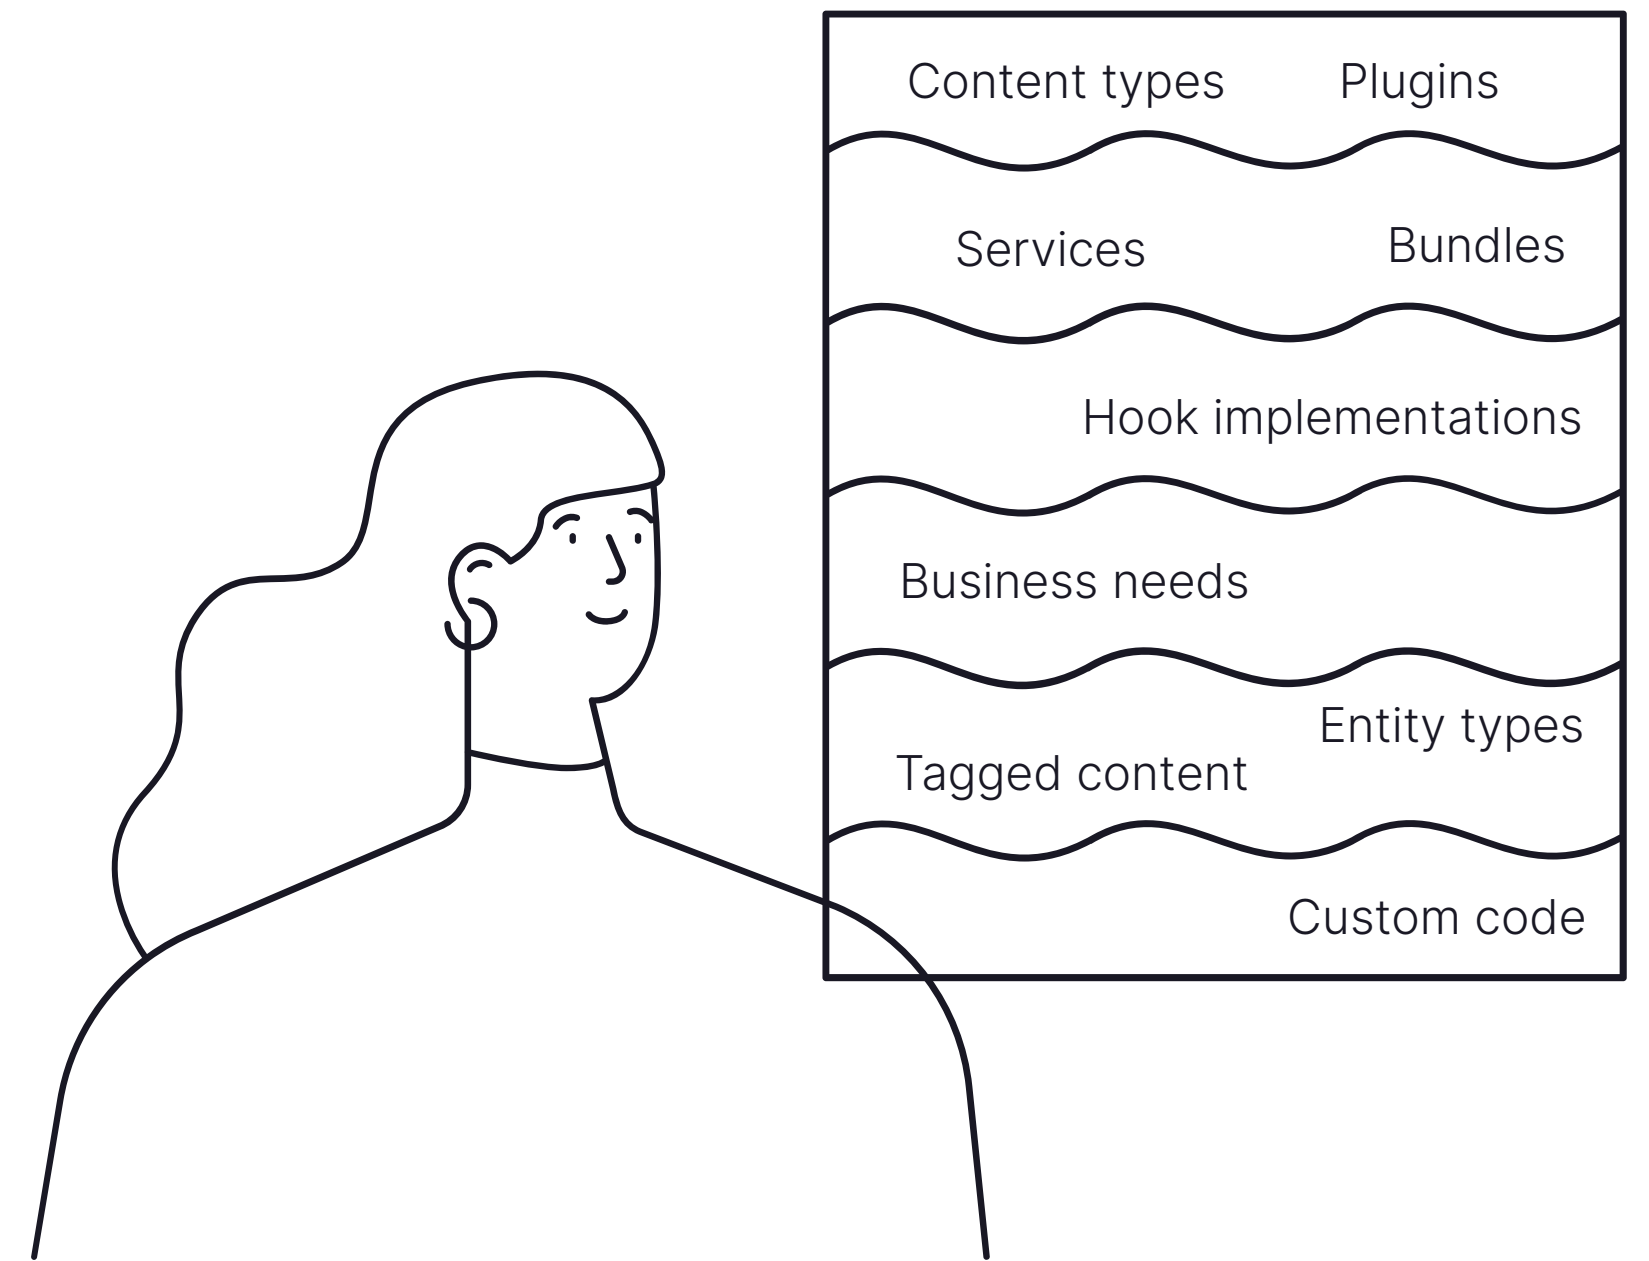 Content types
Plugins
Services
Bundles
Hook implementations
Business needs
Entity types
Tagged content
Custom code